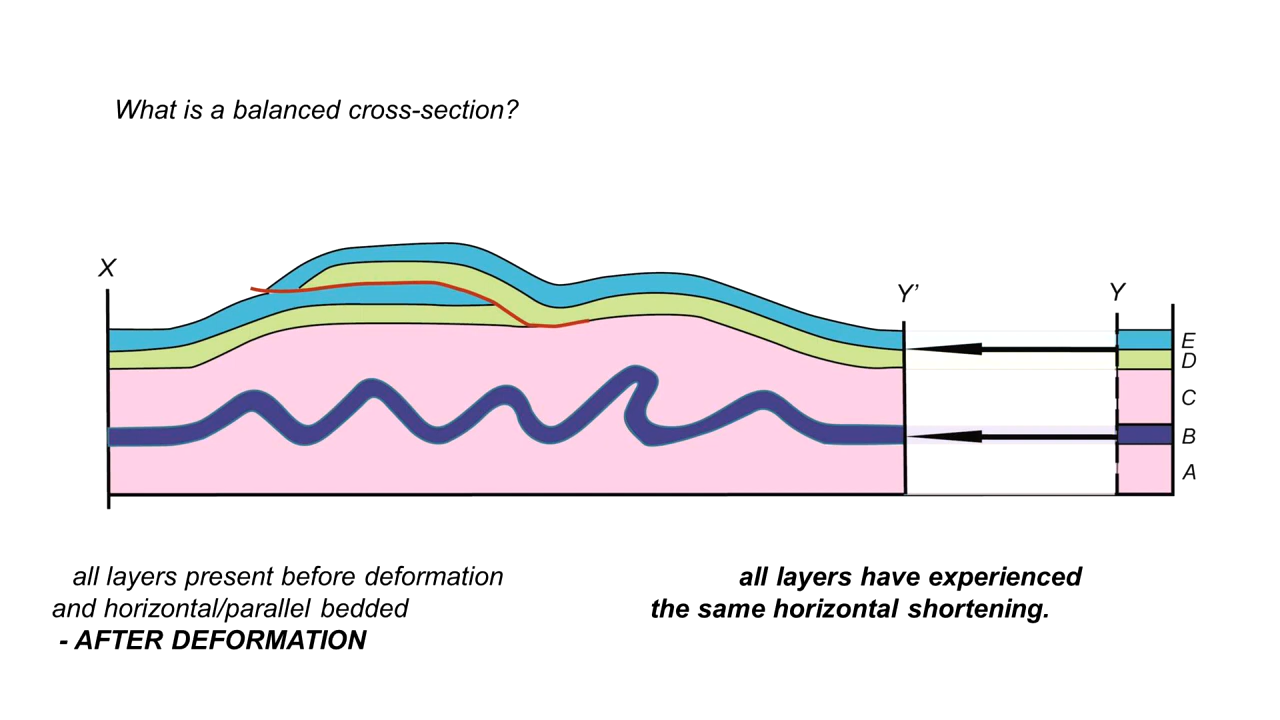 What is a balanced cross-section?
X
Y’
Y
E
D
C
B
A
all layers present before deformation
and horizontal/parallel bedded
- AFTER DEFORMATION
all layers have experienced
the same horizontal shortening.